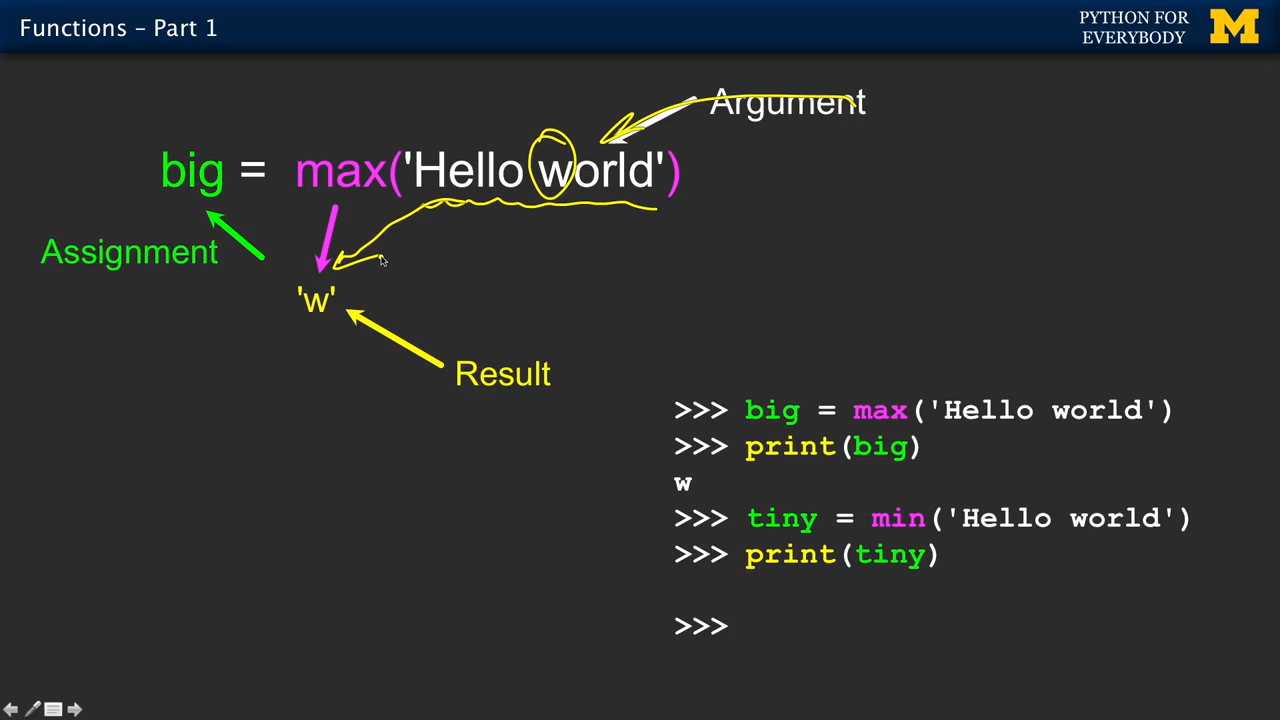 Functions – Part 1
PYTHON FOR
EVERYBODY
M
Argument
big = max('Hello world')
Assignment
'w'
Result
>>> big = max('Hello world')
>>> print(big)
w
>>> tiny = min('Hello world')
>>> print(tiny)
>>>